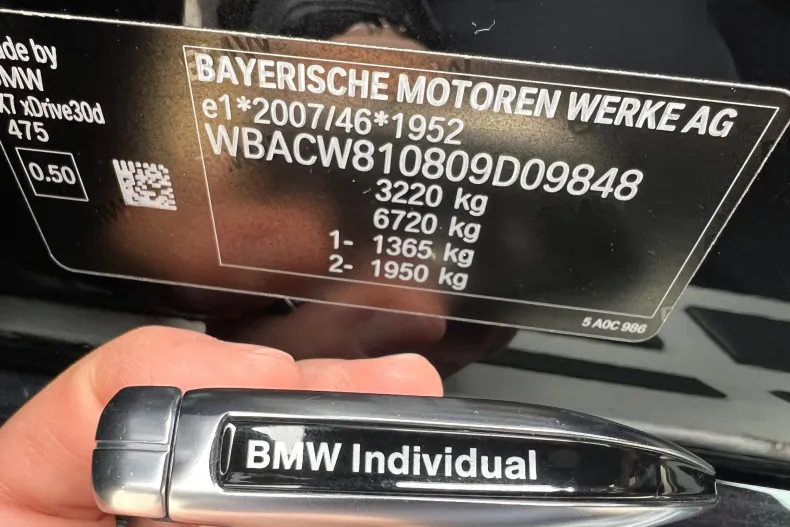 de by
MW
X7 xDrive30d
475
0.50
BAYERISCHE MOTOREN WERKE AG
e1*2007/46*1952
WBACW810809D09848
3220 kg
6720 kg
1- 1365 kg
2- 1950 kg
5 A0C 986
BMW Individual